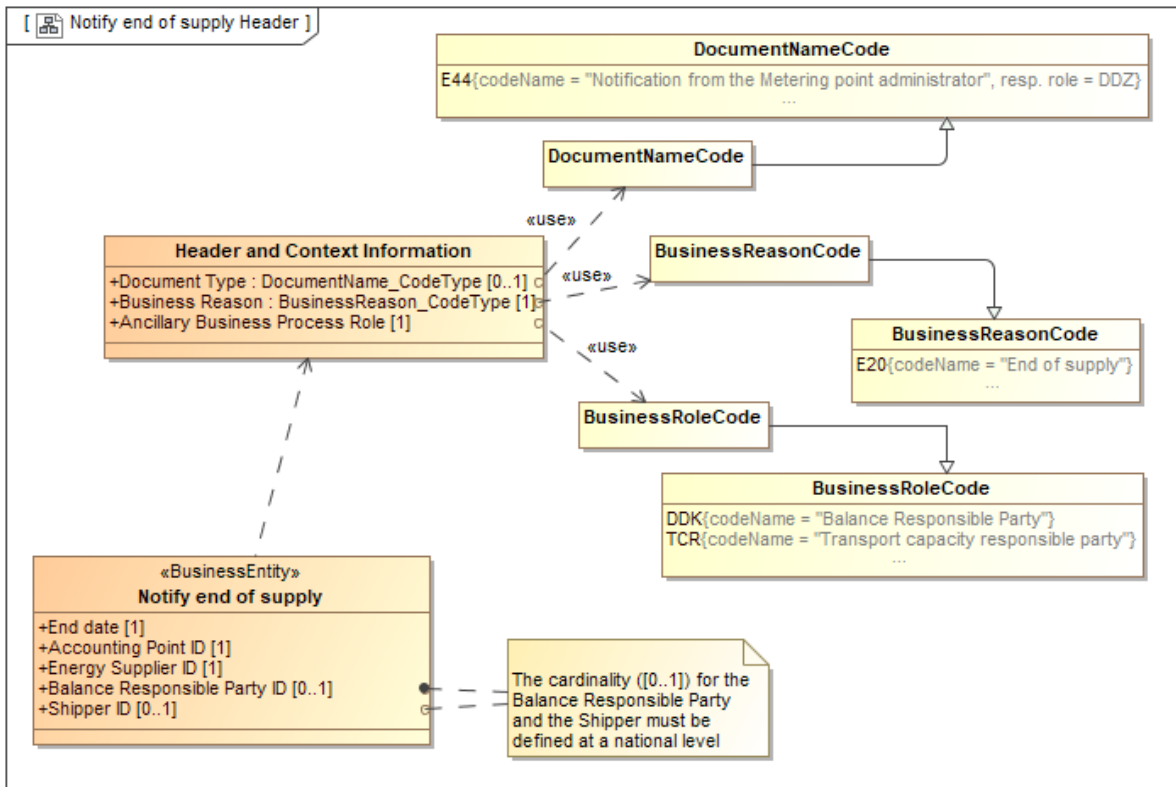 [ Notify end of supply Header ]
DocumentNameCode
E44{codeName = "Notification from the Metering point administrator", resp. role = DDZ}
...
DocumentNameCode
«use»
Header and Context Information
+Document Type : DocumentName_CodeType [0..1]
+Business Reason : BusinessReason_CodeType [1]
+Ancillary Business Process Role [1]
«use»
BusinessReasonCode
BusinessReasonCode
E20{codeName = "End of supply"}
...
«use»
BusinessRoleCode
BusinessRoleCode
DDK{codeName = "Balance Responsible Party"}
TCR{codeName = "Transport capacity responsible party"}
...
«BusinessEntity»
Notify end of supply
+End date [1]
+Accounting Point ID [1]
+Energy Supplier ID [1]
+Balance Responsible Party ID [0..1]
+Shipper ID [0..1]
The cardinality ([0..1]) for the
Balance Responsible Party
and the Shipper must be
defined at a national level